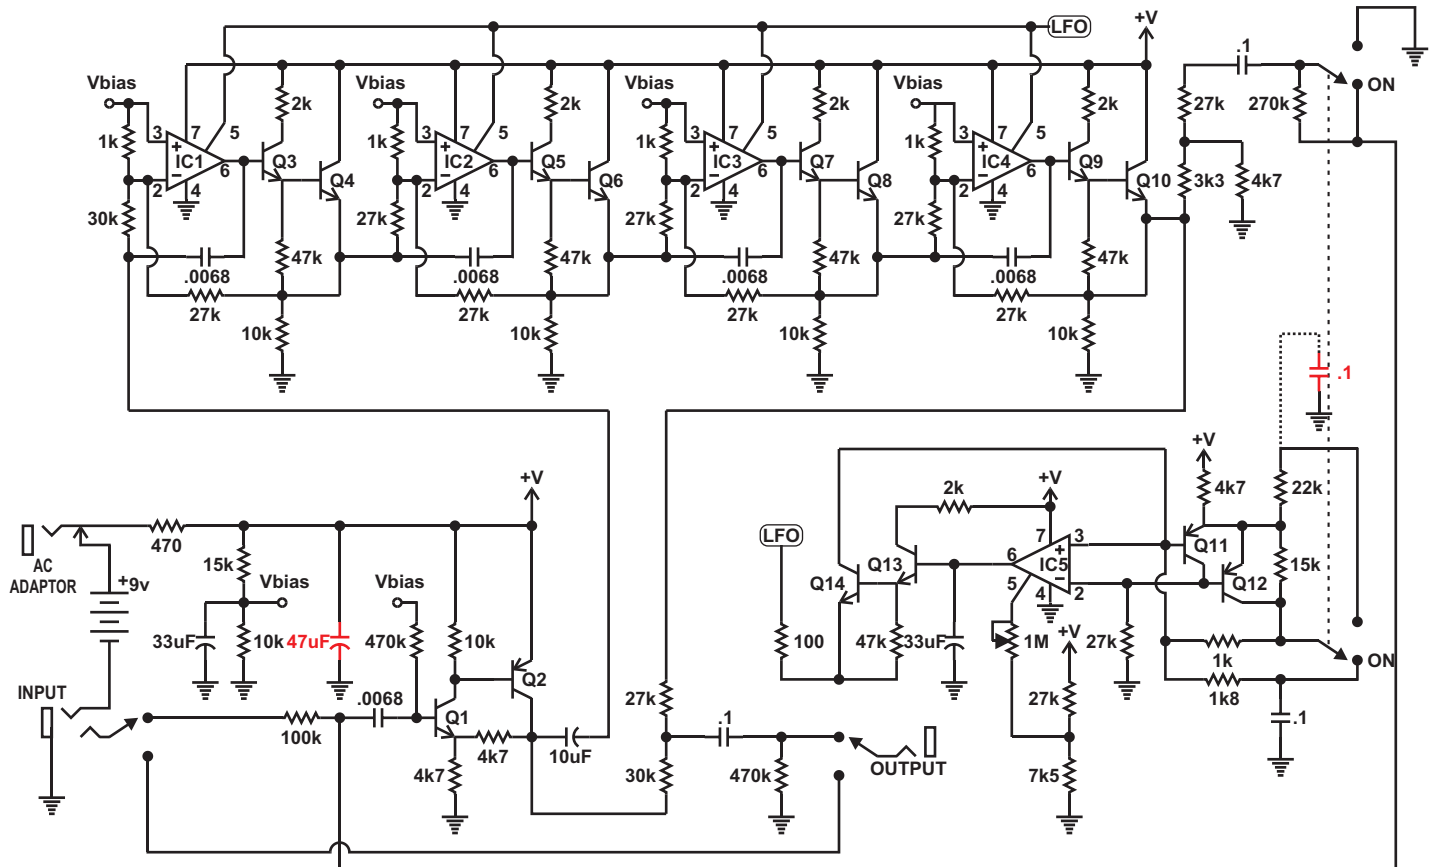 LFO
+V
.1
Vbias
Vbias
Vbias
Vbias
2k
2k
2k
2k
27k
270k
ON
1k
3
7
5
1k
3
7
5
1k
3
7
5
1k
3
7
5
+
IC1
−
Q3
+
IC2
−
Q5
+
IC3
−
Q7
+
IC4
−
Q9
2
4
6
Q4
2
4
6
Q6
2
4
6
Q8
2
4
6
Q10
3k3
4k7
30k
27k
27k
27k
47k
47k
47k
47k
.0068
.0068
.0068
.0068
27k
27k
27k
27k
10k
10k
10k
10k
.1
+V
+V
+V
4k7
22k
2k
470
AC
ADAPTOR
15k
LFO
7
3
6
+
IC5
−
5
4
2
Q11
Q13
Q14
Q12
15k
+9v
Vbias
Vbias
33uF
10k
47uF
470k
10k
100
47k
33uF
1M
+V
27k
1k
ON
1k8
INPUT
.0068
Q2
Q1
27k
27k
.1
.1
100k
4k7
4k7
10uF
30k
470k
OUTPUT
7k5